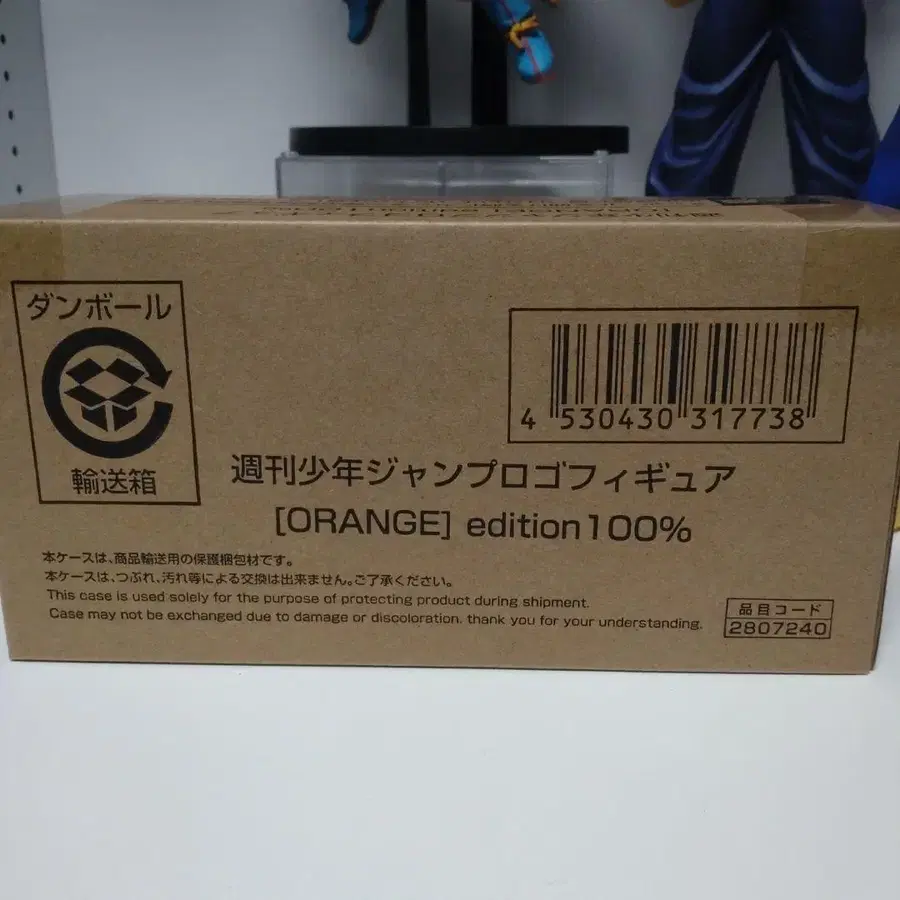 ダンボール
輸送箱
4 530430 317738
週刊少年ジャンプロゴフィギュア
[ORANGE] edition100%
本ケースは、商品輸送用の保護梱包材です。
本ケースは、つぶれ、汚れ等による交換は出来ません。ご了承ください。
This case is used solely for the purpose of protecting product during shipment.
Case may not be exchanged due to damage or discoloration. thank you for your understanding.
品目コード
2807240